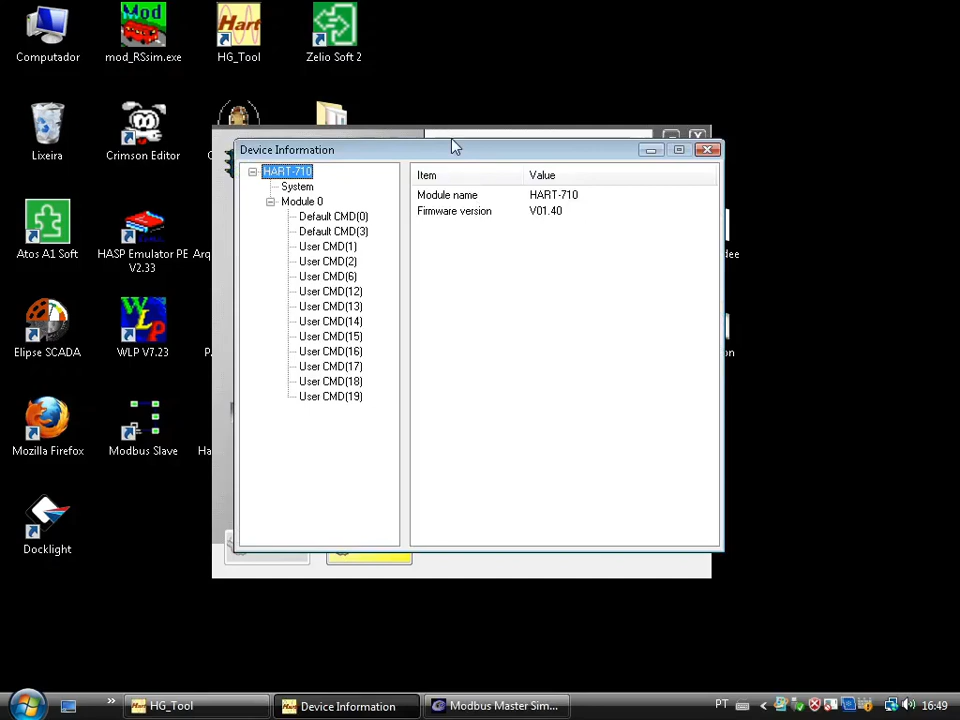 Computador
mod_RSsim.exe
HG_Tool
Zelio Soft 2
Lixeira
Crimson Editor
Atos A1 Soft
HASP Emulator PE V2.33
Arq
Elipse SCADA
WLP V7.23
P.
Mozilla Firefox
Modbus Slave
Ha
Docklight
dee
on
Device Information
HART-710
System
Module 0
Default CMD(0)
Default CMD(3)
User CMD(1)
User CMD(2)
User CMD(6)
User CMD(12)
User CMD(13)
User CMD(14)
User CMD(15)
User CMD(16)
User CMD(17)
User CMD(18)
User CMD(19)
Item Value
Module name HART-710
Firmware version V01.40
HG_Tool
Device Information
Modbus Master Sim...
PT
16:49